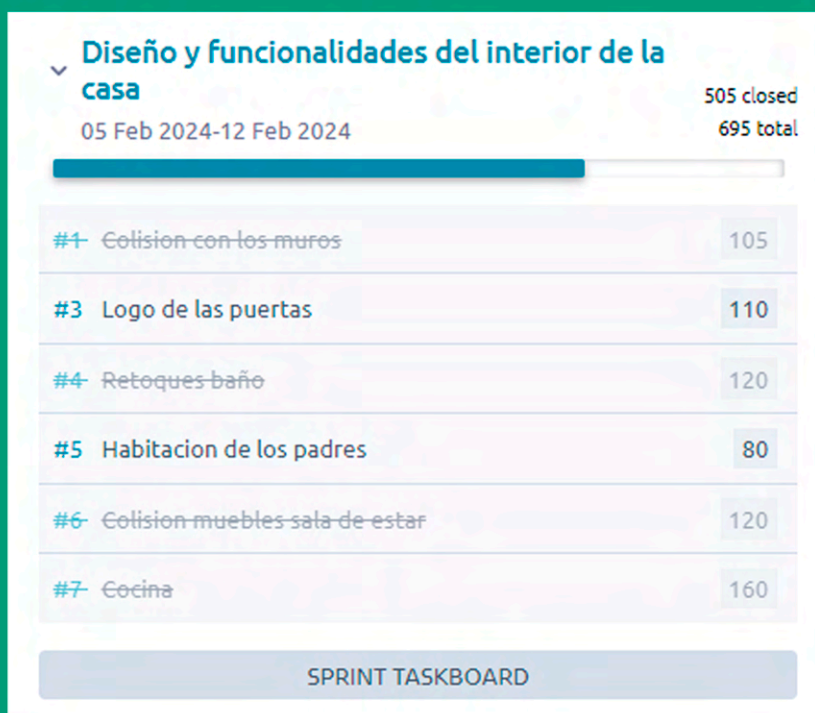 Diseño y funcionalidades del interior de la
casa
505 closed
05 Feb 2024-12 Feb 2024
695 total
#1 Colision con los muros 105
#3 Logo de las puertas 110
#4 Retoques baño 120
#5 Habitacion de los padres 80
#6 Colision muebles sala de estar 120
#7 Cocina 160
SPRINT TASKBOARD